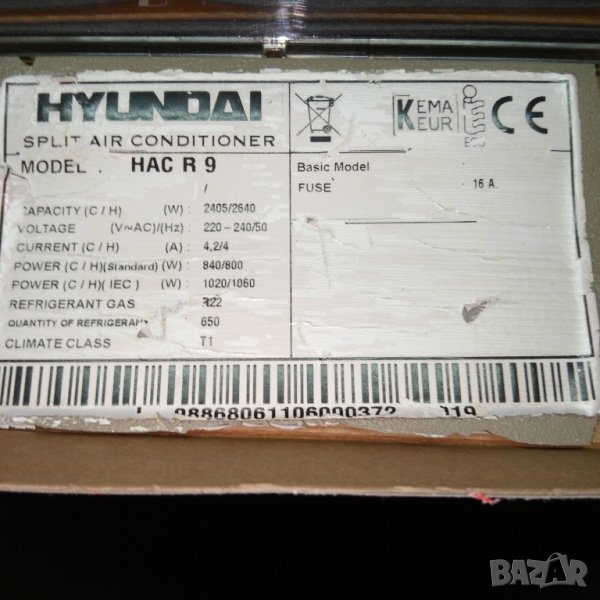 HYUNDAI
SPLIT AIR CONDITIONER
MODEL : HAC R 9
/
CAPACITY (C / H) (W) : 2405/2640
VOLTAGE (V~AC)/(Hz) : 220-240/50
CURRENT (C / H) (A) : 4,2/4
POWER (C / H)(Standard) (W) : 840/800
POWER (C / H)( IEC ) (W) : 1020/1060
REFRIGERANT GAS : R22
QUANTITY OF REFRIGERANT : 650
CLIMATE CLASS : T1
KEMA
KEUR
CE
Basic Model
FUSE : 16 A.
BAZAR